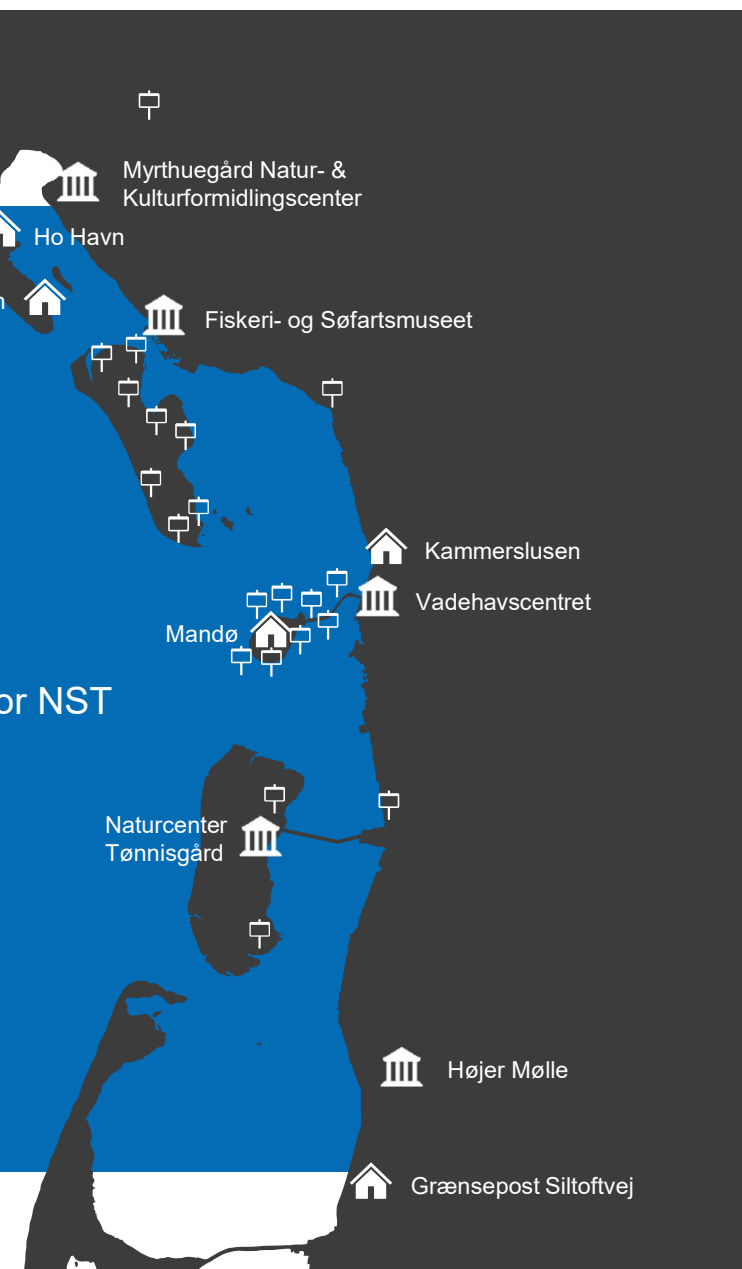 Myrthuegård Natur- &
Kulturformidlingscenter
Ho Havn
n
Fiskeri- og Søfartsmuseet
Kammerslusen
Vadehavscentret
Mandø
or NST
Naturcenter
Tønnisgård
Højer Mølle
Grænsepost Siltoftvej